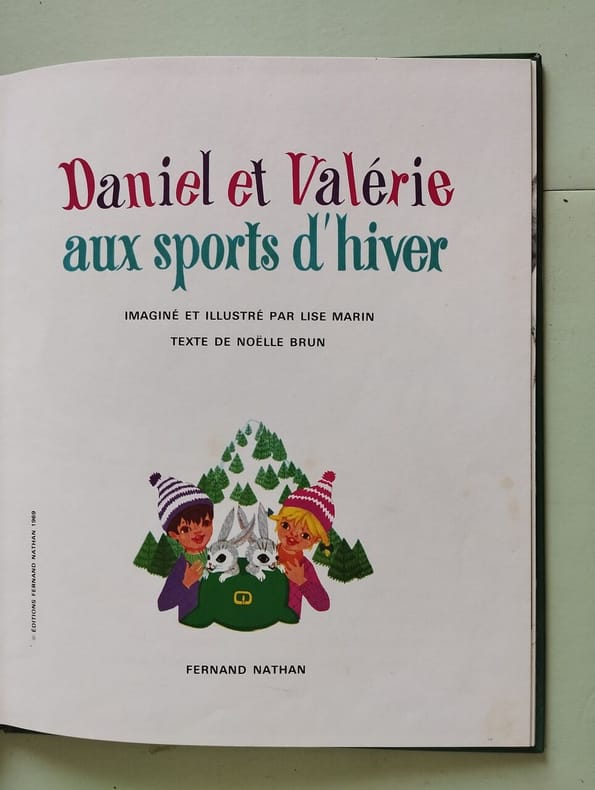 Daniel et Valérie
aux sports d'hiver
IMAGINÉ ET ILLUSTRÉ PAR LISE MARIN
TEXTE DE NOËLLE BRUN
© ÉDITIONS FERNAND NATHAN 1969
FERNAND NATHAN